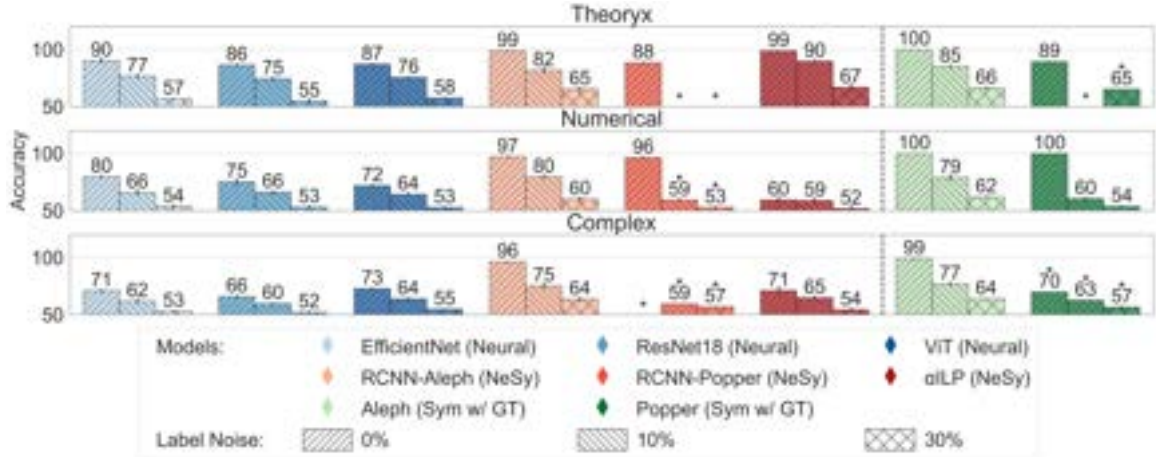 Theoryx
100
50
90 77 57 86 75 55 87 76 58 99 82 65 88 * * 99 90 67 100 85 66 89 * 65*
Numerical
Accuracy
100
50
80 66 54 75 66 53 72 64 53 97 80 60 96 59* 53* 60 59 52 100 79 62 100 60 54
Complex
100
50
71 62 53 66 60 52 73 64 55 96 75 64 * 59* 57* 71 65 54 99 77 64 70* 63* 57*
Models: EfficientNet (Neural) ResNet18 (Neural) ViT (Neural)
RCNN-Aleph (NeSy) RCNN-Popper (NeSy) αILP (NeSy)
Aleph (Sym w/ GT) Popper (Sym w/ GT)
Label Noise: 0% 10% 30%